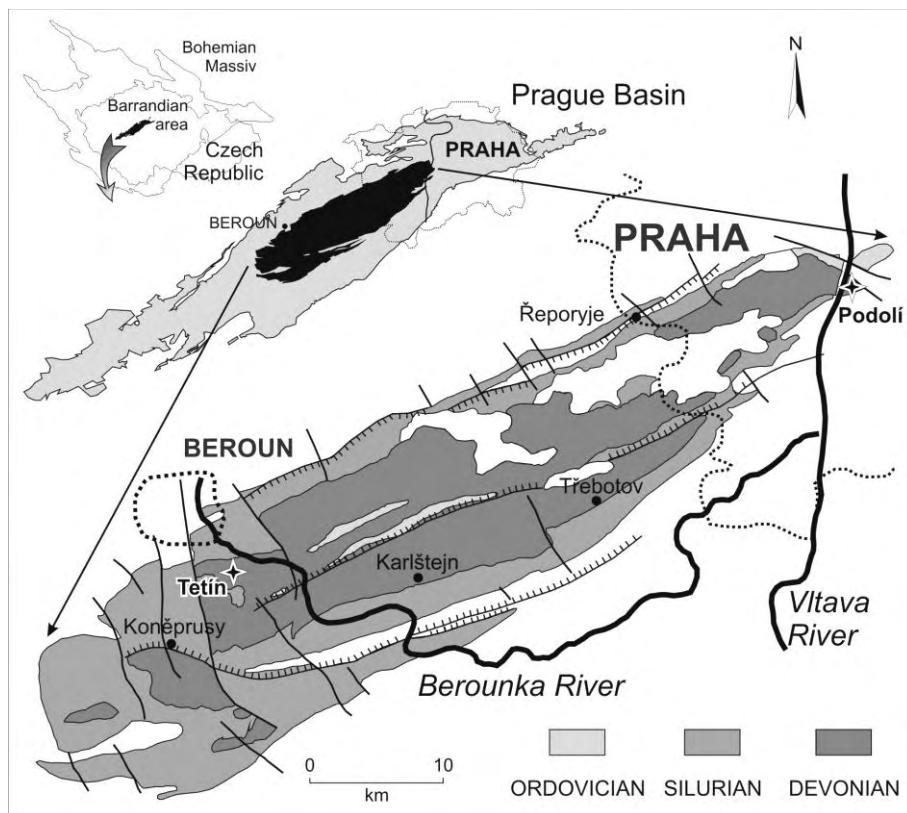 Bohemian
Massiv
Barrandian
area
Czech
Republic
Prague Basin
PRAHA
BEROUN
N
PRAHA
Řeporyje
Podolí
BEROUN
Třebotov
Karlštejn
Tetín
Koněprusy
Vltava
River
Berounka River
0 10
km
ORDOVICIAN SILURIAN DEVONIAN